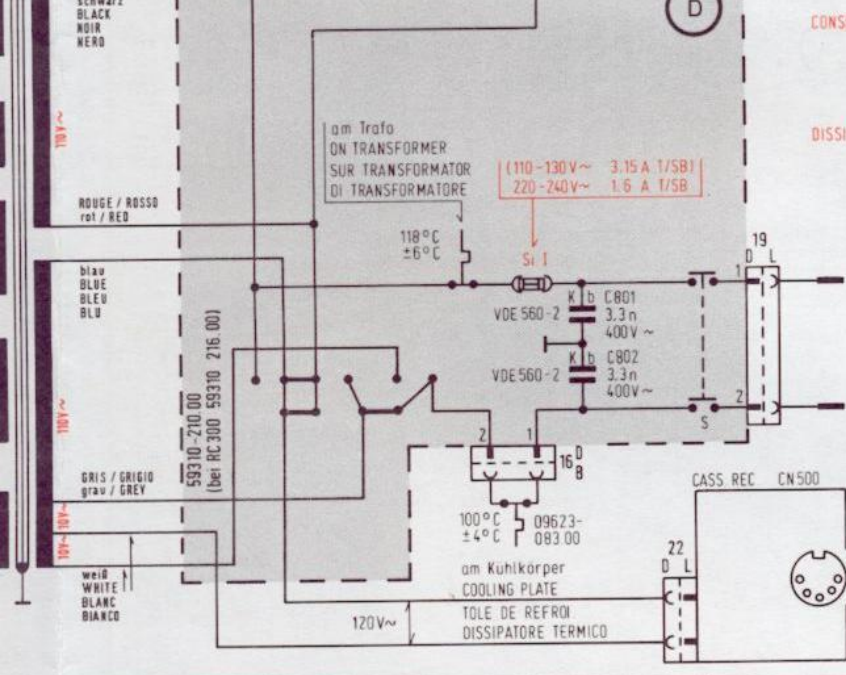 schwarz
BLACK
NOIR
NERO
D
CONS
110V~
am Trafo
ON TRANSFORMER
SUR TRANSFORMATOR
DI TRANSFORMATORE
(110-130V~ 3.15 A T/SB)
220-240V~ 1.6 A T/SB
DISSI
ROUGE / ROSSO
rot / RED
118°C
±6°C
Si I
19
D L
1
blau
BLUE
BLEU
BLU
K b C801
VDE 560-2 3.3n
400V~
K b C802
VDE 560-2 3.3n
400V~
2
S
59310-210.00
(bei RC300 59310 216.00)
110V~
2 1
16 D
B
GRIS / GRIGIO
grau / GREY
CASS. REC CN500
10V~ 10V~
100°C
±4°C
09623-
083.00
22
D L
weiß
WHITE
BLANC
BIANCO
am Kühlkörper
COOLING PLATE
TOLE DE REFROI.
DISSIPATORE TERMICO
120V~